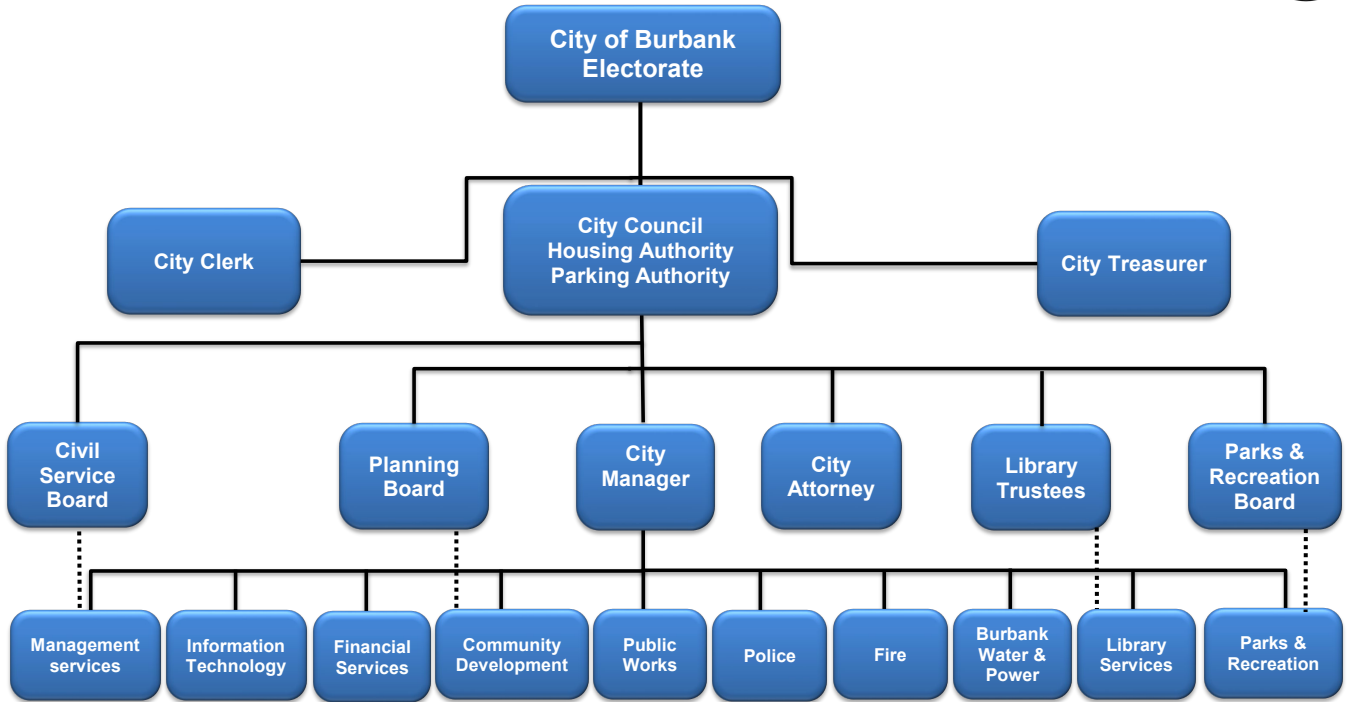 City of Burbank
Electorate
City Clerk
City Council
Housing Authority
Parking Authority
City Treasurer
Civil
Service
Board
Planning
Board
City
Manager
City
Attorney
Library
Trustees
Parks &
Recreation
Board
Management
services
Information
Technology
Financial
Services
Community
Development
Public
Works
Police
Fire
Burbank
Water &
Power
Library
Services
Parks &
Recreation